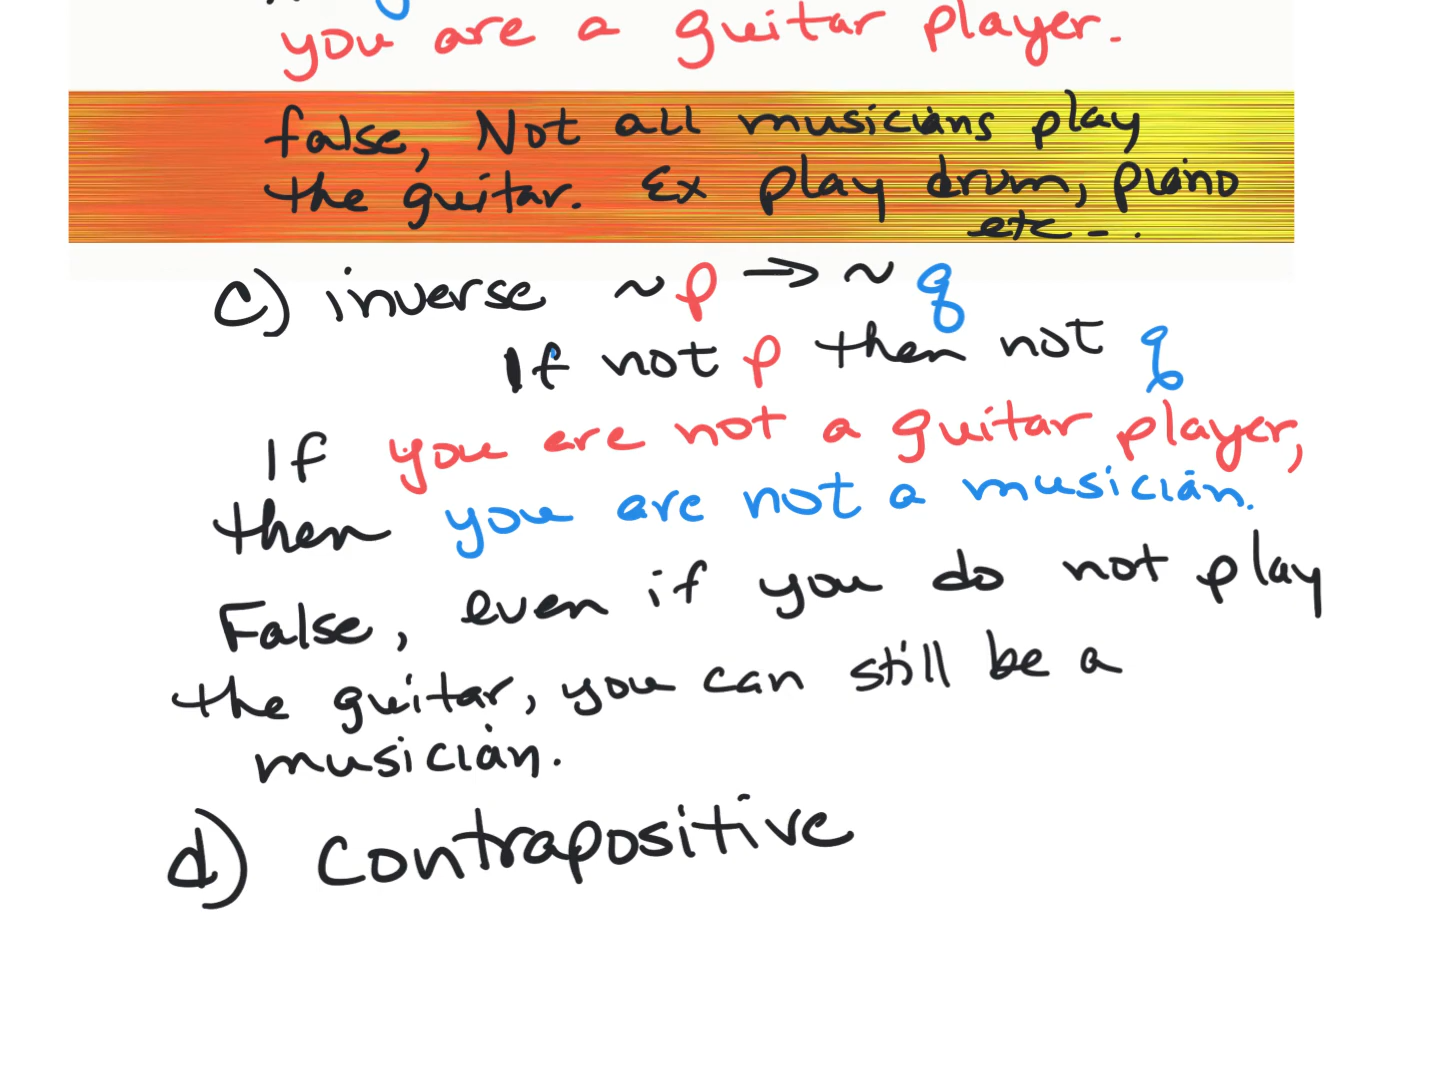 you are a guitar player.
false, Not all musicians play
the guitar. Ex play drum, piano
etc - .
c) inverse ~p → ~q
If not p then not q
If you are not a guitar player,
then you are not a musician.
False, even if you do not play
the guitar, you can still be a
musician.
d) Contrapositive